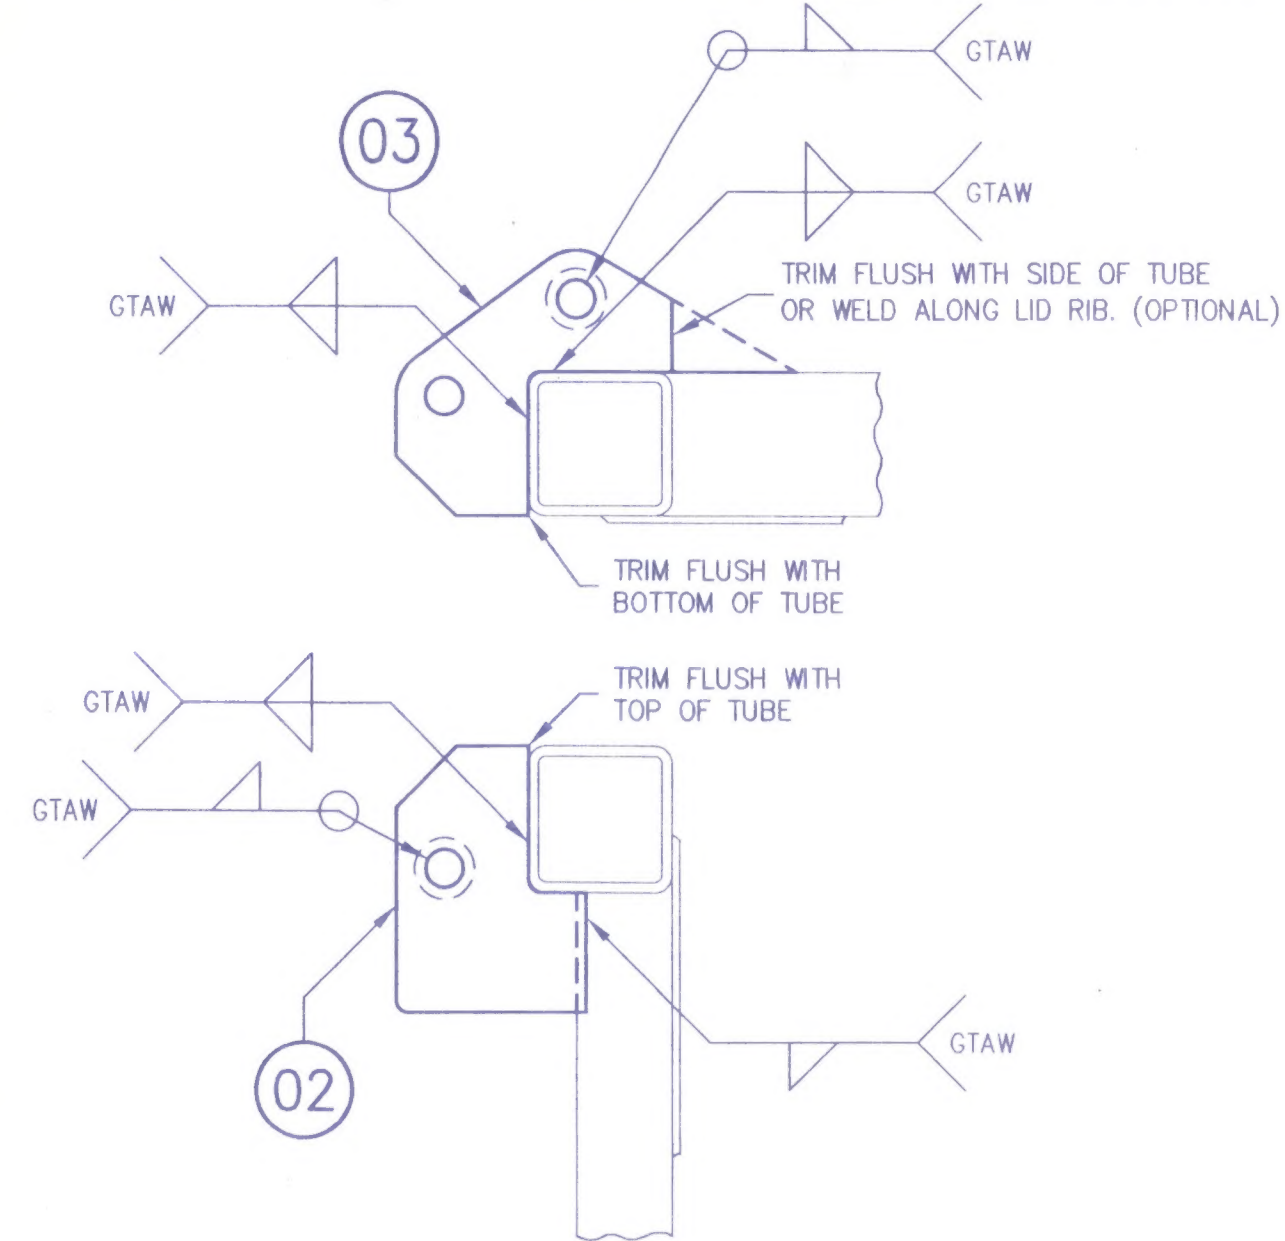 GTAW
03
GTAW
TRIM FLUSH WITH SIDE OF TUBE
OR WELD ALONG LID RIB. (OPTIONAL)
GTAW
TRIM FLUSH WITH
BOTTOM OF TUBE
TRIM FLUSH WITH
TOP OF TUBE
GTAW
GTAW
GTAW
02